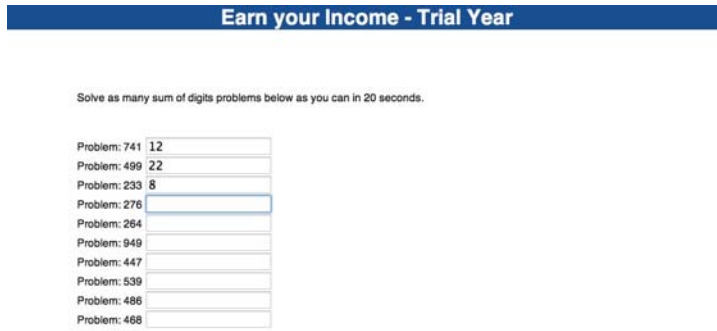 Earn your Income - Trial Year
Solve as many sum of digits problems below as you can in 20 seconds.
Problem: 741 12
Problem: 499 22
Problem: 233 8
Problem: 276
Problem: 264
Problem: 949
Problem: 447
Problem: 539
Problem: 486
Problem: 468